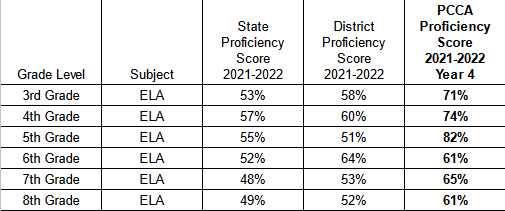 Grade Level Subject State Proficiency Score 2021-2022 District Proficiency Score 2021-2022 PCCA Proficiency Score 2021-2022 Year 4
3rd Grade ELA 53% 58% 71%
4th Grade ELA 57% 60% 74%
5th Grade ELA 55% 51% 82%
6th Grade ELA 52% 64% 61%
7th Grade ELA 48% 53% 65%
8th Grade ELA 49% 52% 61%